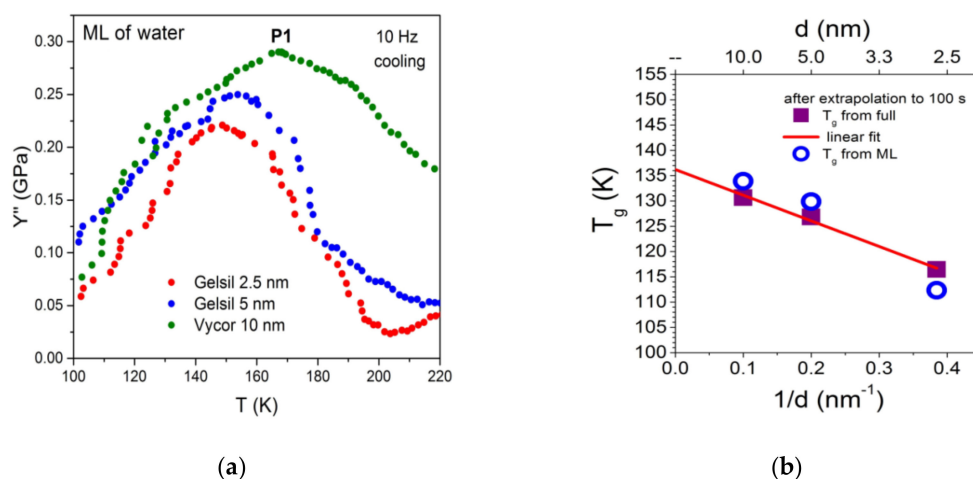 ML of water
P1
10 Hz
cooling
0.30
0.25
0.20
0.15
0.10
0.05
0.00
Y'' (GPa)
Gelsil 2.5 nm
Gelsil 5 nm
Vycor 10 nm
100 120 140 160 180 200 220
T (K)
(a)
d (nm)
-- 10.0 5.0 3.3 2.5
155
150
145
140
135
130
125
120
115
110
105
100
Tg (K)
after extrapolation to 100 s
Tg from full
linear fit
Tg from ML
0.0 0.1 0.2 0.3 0.4
1/d (nm⁻¹)
(b)